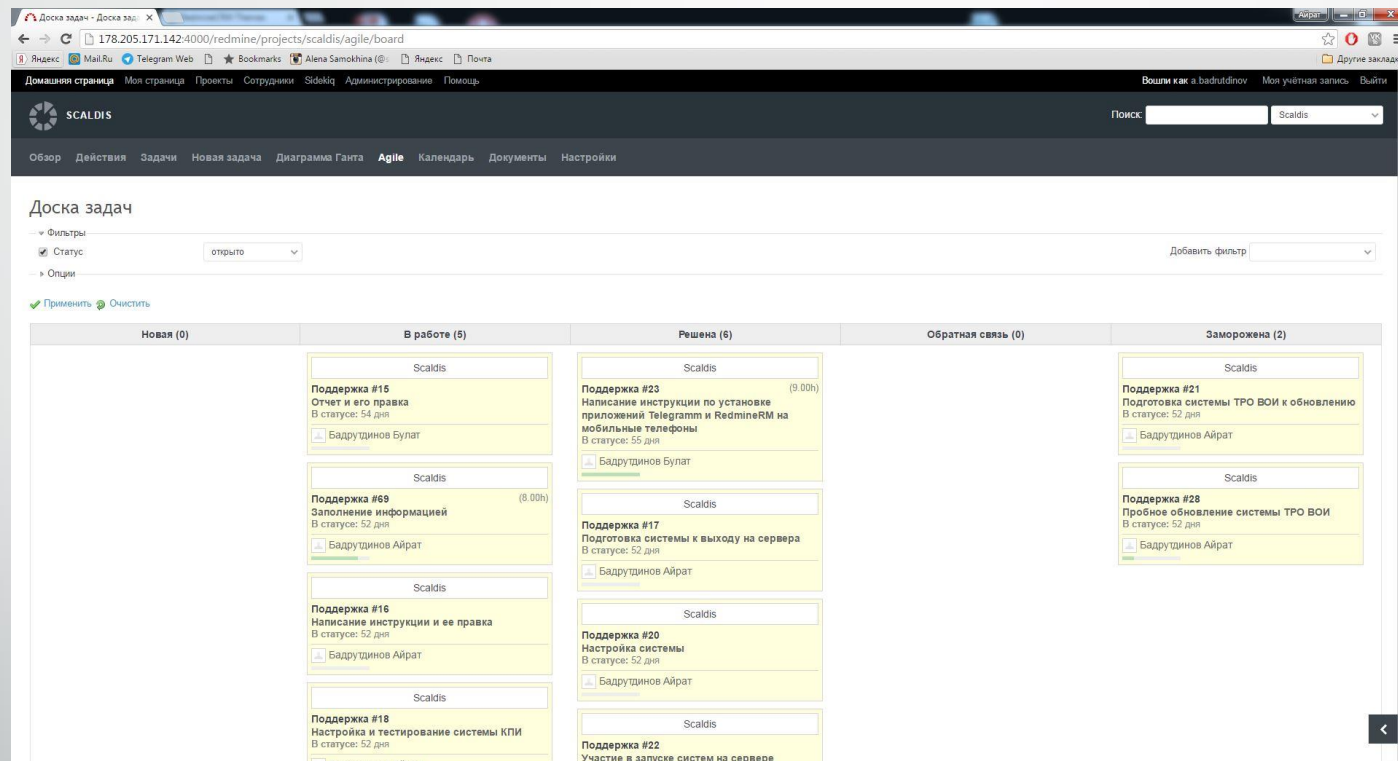 Доска задач - Доска зад
Айрат
178.205.171.142:4000/redmine/projects/scaldis/agile/board
Яндекс Mail.Ru Telegram Web Bookmarks Alena Samokhina (@ Яндекс Почта Другие заклад
Домашняя страница Моя страница Проекты Сотрудники Sidekiq Администрирование Помощь Вошли как a.badrutdinov Моя учётная запись Выйти
SCALDIS Поиск: Scaldis
Обзор Действия Задачи Новая задача Диаграмма Ганта Agile Календарь Документы Настройки
Доска задач
Фильтры
Статус открыто Добавить фильтр
Опции
Применить Очистить
Новая (0) В работе (5) Решена (6) Обратная связь (0) Заморожена (2)
Scaldis
Поддержка #15
Отчет и его правка
В статусе: 54 дня
Бадрутдинов Булат
Scaldis
Поддержка #69 (8.00h)
Заполнение информацией
В статусе: 52 дня
Бадрутдинов Айрат
Scaldis
Поддержка #16
Написание инструкции и ее правка
В статусе: 52 дня
Бадрутдинов Айрат
Scaldis
Поддержка #18
Настройка и тестирование системы КПИ
В статусе: 52 дня
Scaldis
Поддержка #23 (9.00h)
Написание инструкции по установке
приложений Telegramm и RedmineRM на
мобильные телефоны
В статусе: 55 дня
Бадрутдинов Булат
Scaldis
Поддержка #17
Подготовка системы к выходу на сервера
В статусе: 52 дня
Бадрутдинов Айрат
Scaldis
Поддержка #20
Настройка системы
В статусе: 52 дня
Бадрутдинов Айрат
Scaldis
Поддержка #22
Участие в запуске систем на сервере
Scaldis
Поддержка #21
Подготовка системы ТРО ВОИ к обновлению
В статусе: 52 дня
Бадрутдинов Айрат
Scaldis
Поддержка #28
Пробное обновление системы ТРО ВОИ
В статусе: 52 дня
Бадрутдинов Айрат